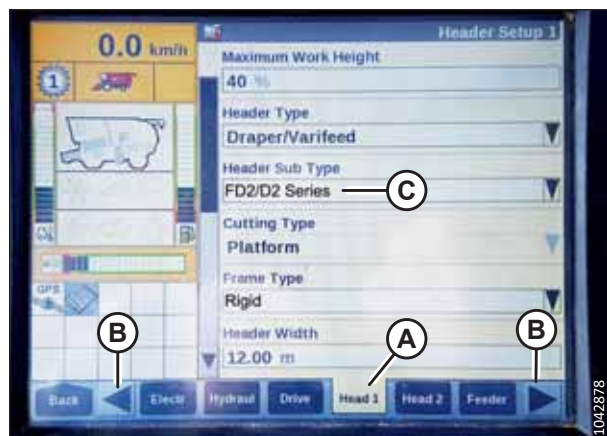 0.0 km/h
Header Setup 1
1
Maximum Work Height
40 %
Header Type
Draper/Varifeed
Header Sub Type
FD2/D2 Series
C
Cutting Type
Platform
Frame Type
Rigid
GPS
Header Width
12.00 m
B
A
B
Back
Electr
Hydraul
Drive
Head 1
Head 2
Feeder
1042878